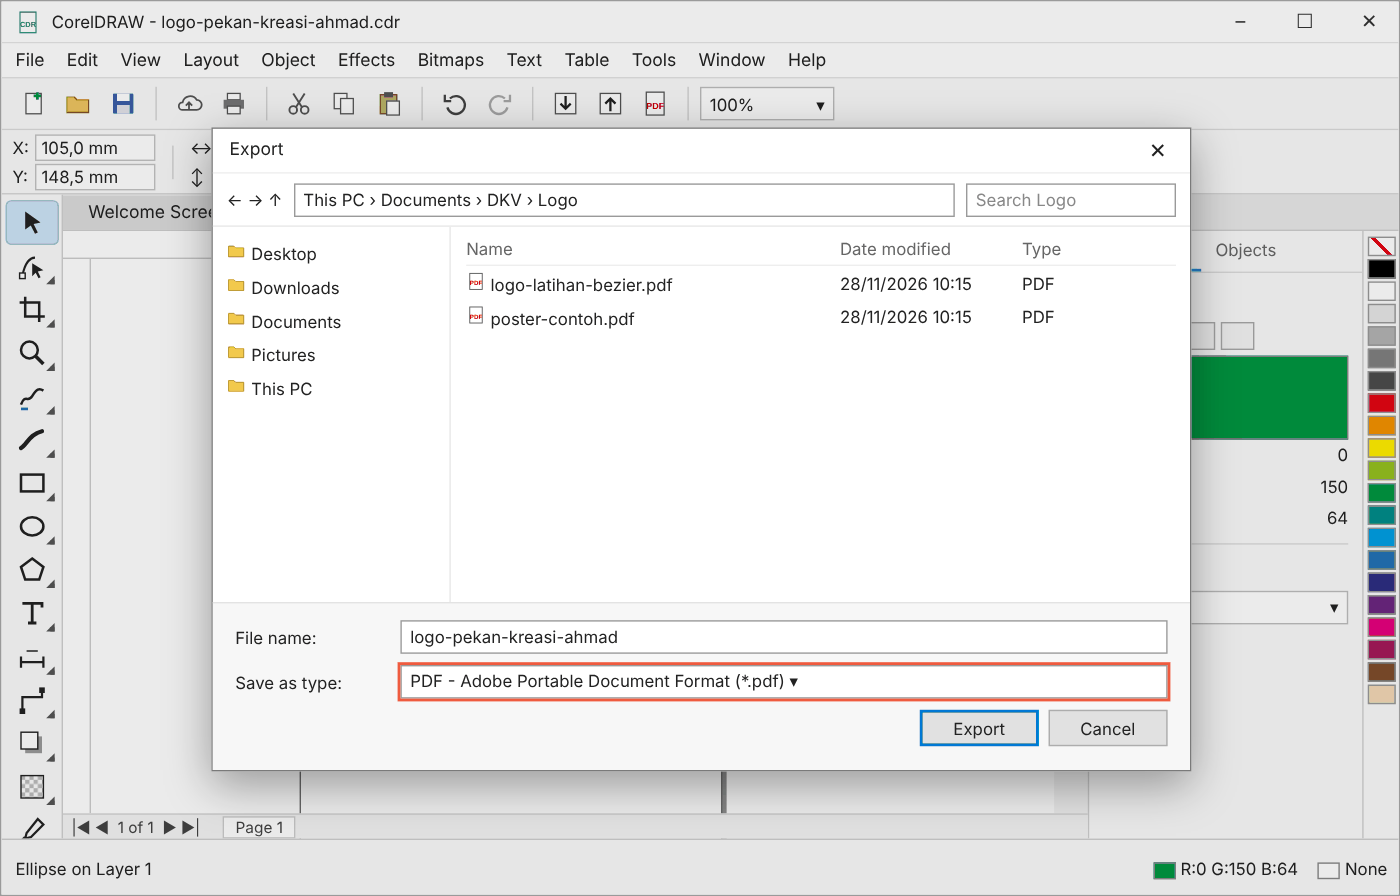 CorelDRAW - logo-pekan-kreasi-ahmad.cdr
File Edit View Layout Object Effects Bitmaps Text Table Tools Window Help
PDF 100%
X: 105,0 mm
Y: 148,5 mm
Export
This PC › Documents › DKV › Logo
Search Logo
Welcome Scree
Objects
Desktop
Downloads
Documents
Pictures
This PC
Name Date modified Type
PDF logo-latihan-bezier.pdf 28/11/2026 10:15 PDF
PDF poster-contoh.pdf 28/11/2026 10:15 PDF
0
150
64
File name: logo-pekan-kreasi-ahmad
Save as type: PDF - Adobe Portable Document Format (*.pdf)
Export Cancel
1 of 1 Page 1
Ellipse on Layer 1
R:0 G:150 B:64 None
CDR